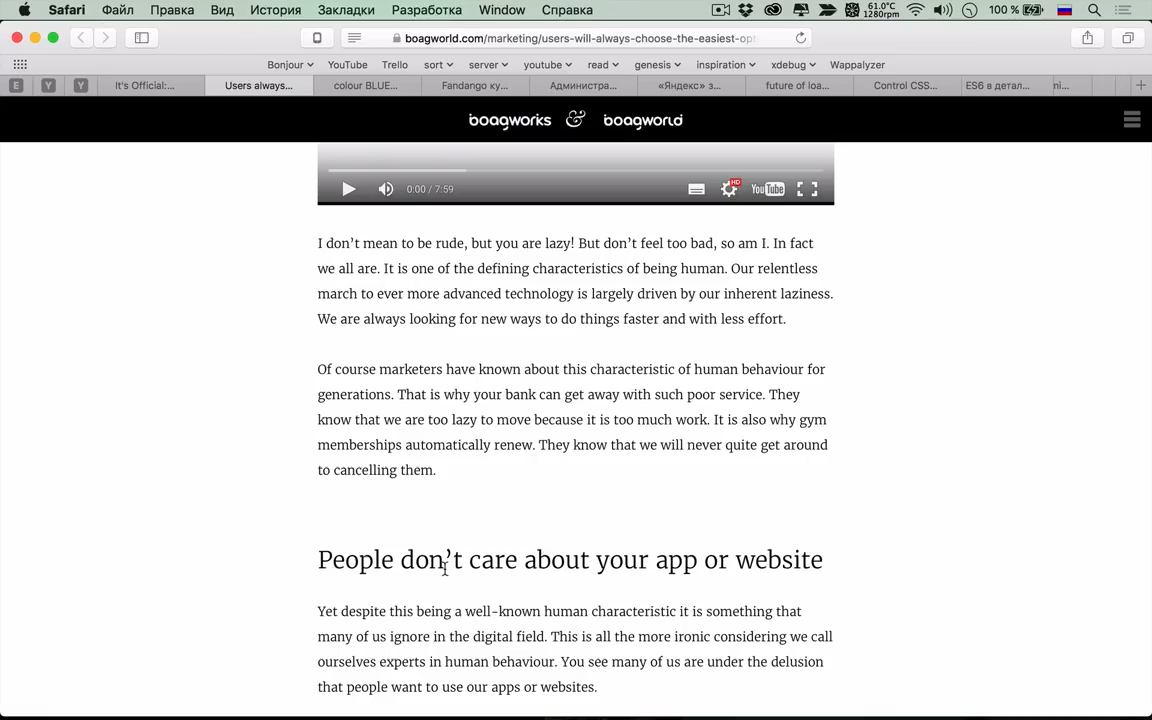 Safari Файл Правка Вид История Закладки Разработка Window Справка 61.0°C 1280rpm 100 %
boagworld.com/marketing/users-will-always-choose-the-easiest-opt
Bonjour YouTube Trello sort server youtube read genesis inspiration xdebug Wappalyzer
E Y Y It's Official:... Users always... colour BLUE... Fandango ку... Администра... «Яндекс» з... future of loa... Control CSS... ES6 в детал... ni...
boagworks & boagworld
0:00 / 7:59 HD YouTube
I don’t mean to be rude, but you are lazy! But don’t feel too bad, so am I. In fact
we all are. It is one of the defining characteristics of being human. Our relentless
march to ever more advanced technology is largely driven by our inherent laziness.
We are always looking for new ways to do things faster and with less effort.
Of course marketers have known about this characteristic of human behaviour for
generations. That is why your bank can get away with such poor service. They
know that we are too lazy to move because it is too much work. It is also why gym
memberships automatically renew. They know that we will never quite get around
to cancelling them.
People don’t care about your app or website
Yet despite this being a well-known human characteristic it is something that
many of us ignore in the digital field. This is all the more ironic considering we call
ourselves experts in human behaviour. You see many of us are under the delusion
that people want to use our apps or websites.